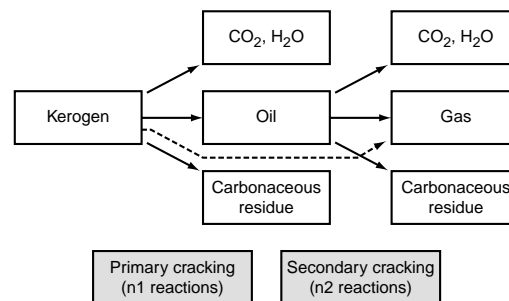 CO2, H2O
CO2, H2O
Kerogen
Oil
Gas
Carbonaceous
residue
Carbonaceous
residue
Primary cracking
(n1 reactions)
Secondary cracking
(n2 reactions)